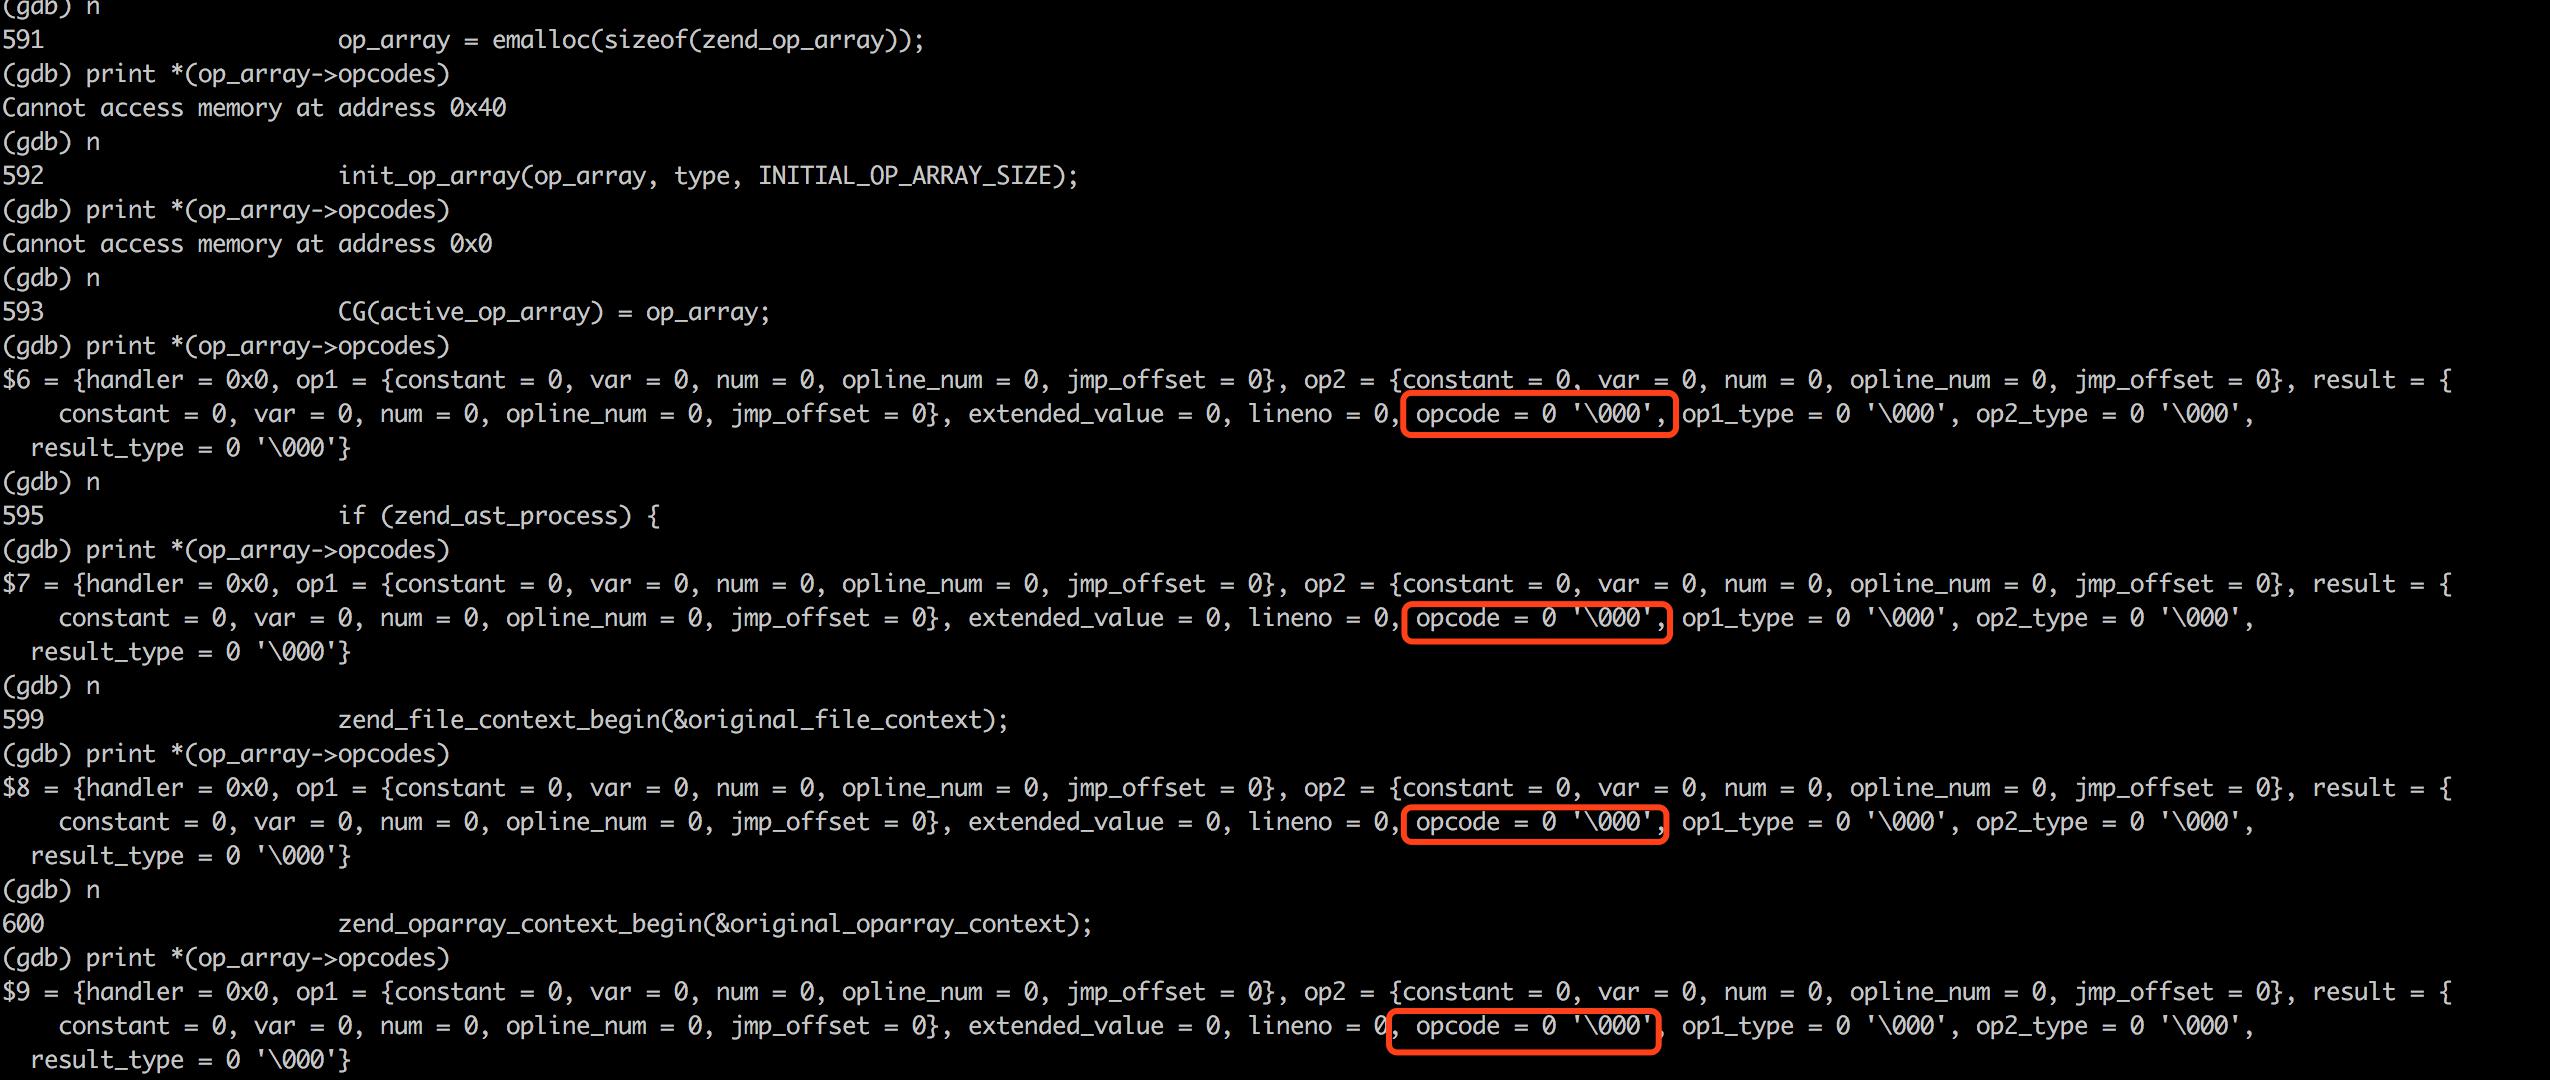 (gdb) n
591                     op_array = emalloc(sizeof(zend_op_array));
(gdb) print *(op_array->opcodes)
Cannot access memory at address 0x40
(gdb) n
592                     init_op_array(op_array, type, INITIAL_OP_ARRAY_SIZE);
(gdb) print *(op_array->opcodes)
Cannot access memory at address 0x0
(gdb) n
593                     CG(active_op_array) = op_array;
(gdb) print *(op_array->opcodes)
$6 = {handler = 0x0, op1 = {constant = 0, var = 0, num = 0, opline_num = 0, jmp_offset = 0}, op2 = {constant = 0, var = 0, num = 0, opline_num = 0, jmp_offset = 0}, result = {
    constant = 0, var = 0, num = 0, opline_num = 0, jmp_offset = 0}, extended_value = 0, lineno = 0, opcode = 0 '\000', op1_type = 0 '\000', op2_type = 0 '\000',
  result_type = 0 '\000'}
(gdb) n
595                     if (zend_ast_process) {
(gdb) print *(op_array->opcodes)
$7 = {handler = 0x0, op1 = {constant = 0, var = 0, num = 0, opline_num = 0, jmp_offset = 0}, op2 = {constant = 0, var = 0, num = 0, opline_num = 0, jmp_offset = 0}, result = {
    constant = 0, var = 0, num = 0, opline_num = 0, jmp_offset = 0}, extended_value = 0, lineno = 0, opcode = 0 '\000', op1_type = 0 '\000', op2_type = 0 '\000',
  result_type = 0 '\000'}
(gdb) n
599                     zend_file_context_begin(&original_file_context);
(gdb) print *(op_array->opcodes)
$8 = {handler = 0x0, op1 = {constant = 0, var = 0, num = 0, opline_num = 0, jmp_offset = 0}, op2 = {constant = 0, var = 0, num = 0, opline_num = 0, jmp_offset = 0}, result = {
    constant = 0, var = 0, num = 0, opline_num = 0, jmp_offset = 0}, extended_value = 0, lineno = 0, opcode = 0 '\000', op1_type = 0 '\000', op2_type = 0 '\000',
  result_type = 0 '\000'}
(gdb) n
600                     zend_oparray_context_begin(&original_oparray_context);
(gdb) print *(op_array->opcodes)
$9 = {handler = 0x0, op1 = {constant = 0, var = 0, num = 0, opline_num = 0, jmp_offset = 0}, op2 = {constant = 0, var = 0, num = 0, opline_num = 0, jmp_offset = 0}, result = {
    constant = 0, var = 0, num = 0, opline_num = 0, jmp_offset = 0}, extended_value = 0, lineno = 0, opcode = 0 '\000', op1_type = 0 '\000', op2_type = 0 '\000',
  result_type = 0 '\000'}